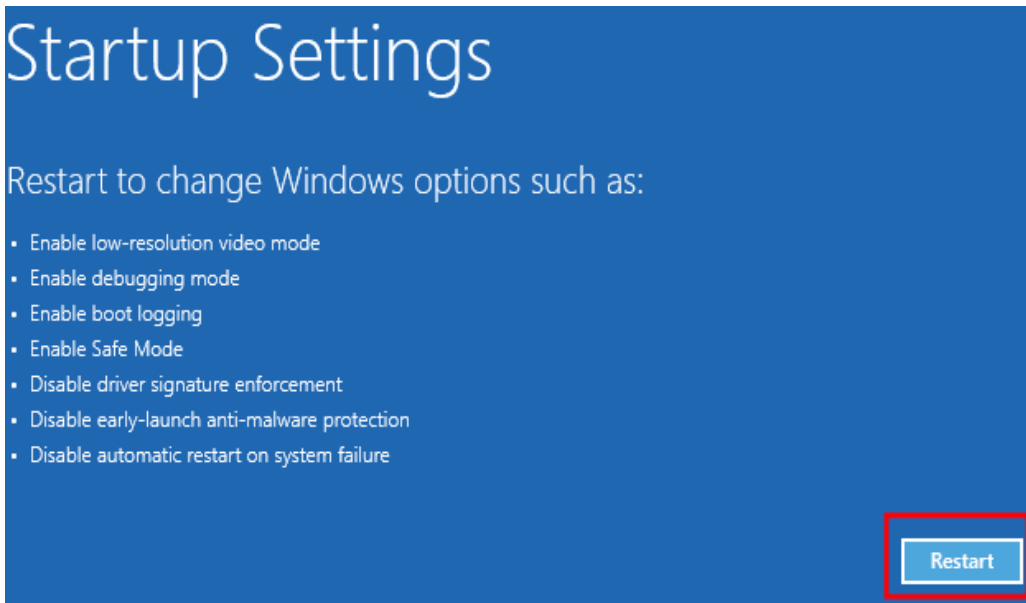 Startup Settings
Restart to change Windows options such as:
▪ Enable low-resolution video mode
▪ Enable debugging mode
▪ Enable boot logging
▪ Enable Safe Mode
▪ Disable driver signature enforcement
▪ Disable early-launch anti-malware protection
▪ Disable automatic restart on system failure
Restart